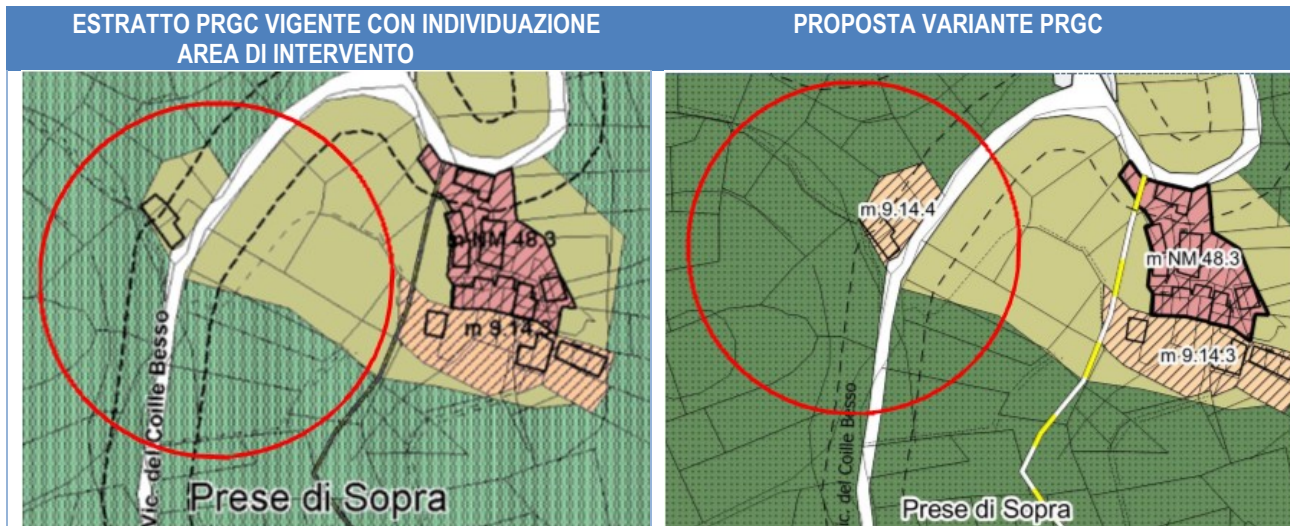 ESTRATTO PRGC VIGENTE CON INDIVIDUAZIONE
AREA DI INTERVENTO
PROPOSTA VARIANTE PRGC
m NM 48.3
m 9.14.3
Vic. del Coille Besso
Prese di Sopra
m 9.14.4
m NM 48.3
m 9.14.3
Vic. del Coille Besso
Prese di Sopra